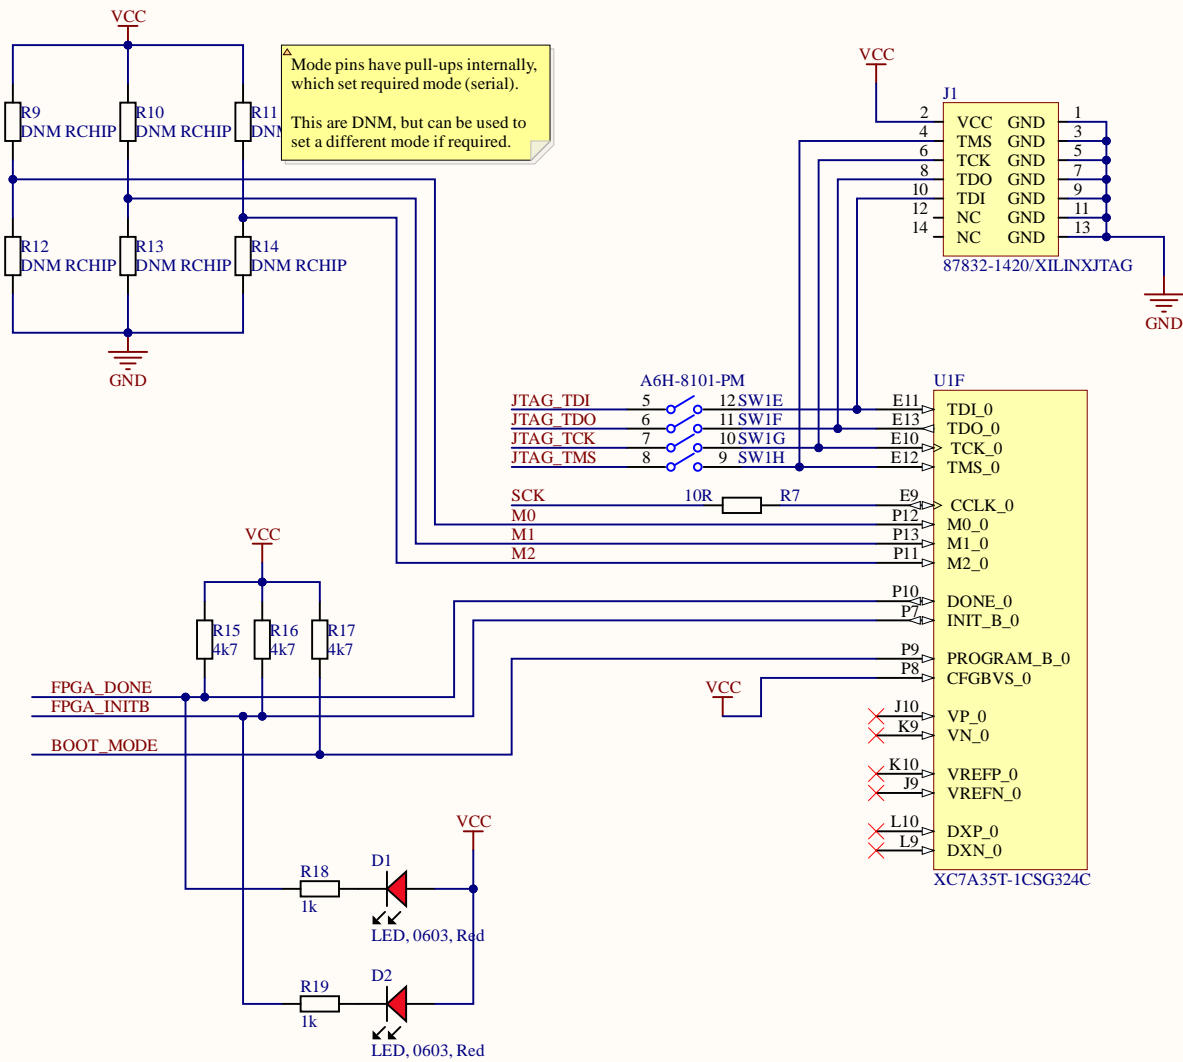 VCC
R9
DNM RCHIP
R10
DNM RCHIP
R11
DNM
Mode pins have pull-ups internally,
which set required mode (serial).
This are DNM, but can be used to
set a different mode if required.
R12
DNM RCHIP
R13
DNM RCHIP
R14
DNM RCHIP
GND
VCC
J1
2 VCC GND 1
4 TMS GND 3
6 TCK GND 5
8 TDO GND 7
10 TDI GND 9
12 NC GND 11
14 NC GND 13
87832-1420/XILINXJTAG
GND
A6H-8101-PM
U1F
JTAG_TDI 5 12 SW1E E11 TDI_0
JTAG_TDO 6 11 SW1F E13 TDO_0
JTAG_TCK 7 10 SW1G E10 TCK_0
JTAG_TMS 8 9 SW1H E12 TMS_0
SCK 10R R7 E9 CCLK_0
M0 P12 M0_0
M1 P13 M1_0
M2 P11 M2_0
P10 DONE_0
P7 INIT_B_0
P9 PROGRAM_B_0
P8 CFGBVS_0
VCC
J10 VP_0
K9 VN_0
K10 VREFP_0
J9 VREFN_0
L10 DXP_0
L9 DXN_0
XC7A35T-1CSG324C
VCC
R15
4k7
R16
4k7
R17
4k7
FPGA_DONE
FPGA_INITB
BOOT_MODE
VCC
R18
1k
D1
LED, 0603, Red
R19
1k
D2
LED, 0603, Red